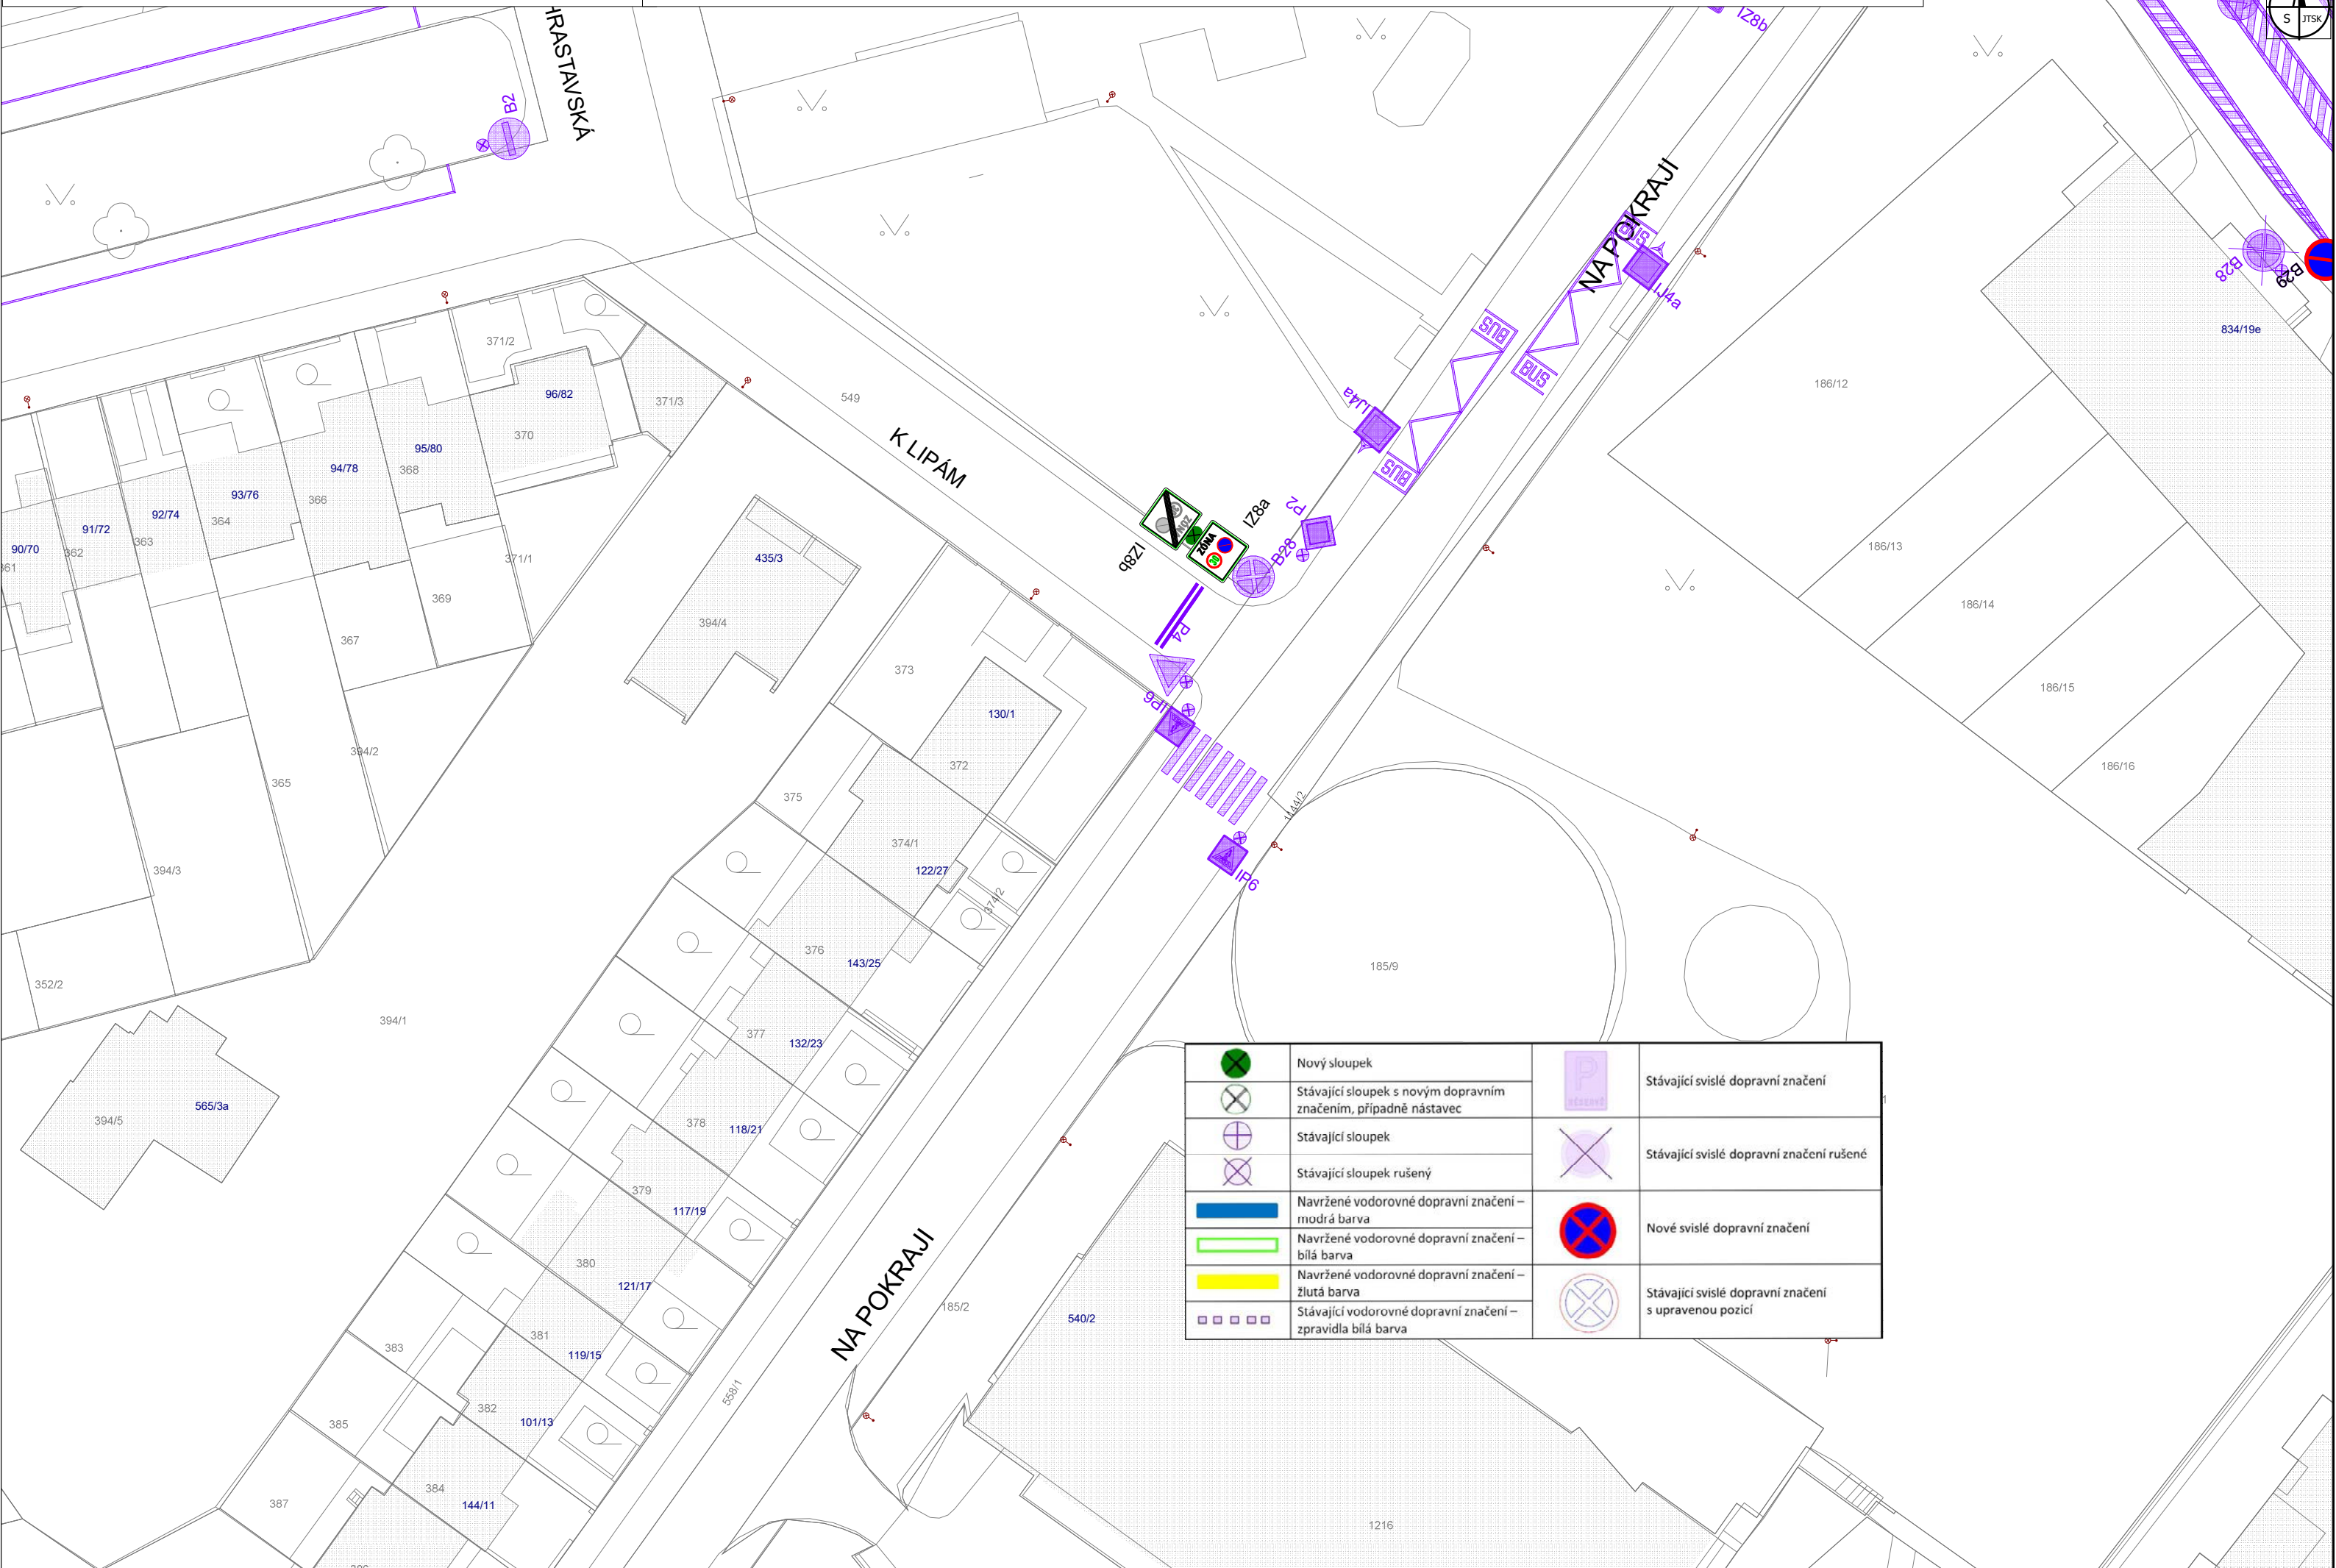 HRASTAVSKÁ
B2
IZ8b
S JTSK
NA POKRAJI
BUS
IJ4a
BUS
BUS
IJ4a
BUS
B28
B29
834/19e
371/2
96/82
371/3
549
K LIPÁM
370
95/80
368
94/78
366
93/76
364
92/74
363
91/72
362
90/70
361
371/1
369
367
365
394/2
394/3
352/2
394/1
394/5
565/3a
435/3
394/4
IZ8b
ZÓNA
IZ8a
ZÓNA
30
B28
P2
P4
IP6
IP6
1144/2
186/12
186/13
186/14
186/15
186/16
185/9
373
130/1
372
375
374/1
122/27
374/2
376
143/25
377
132/23
378
118/21
379
117/19
380
121/17
381
119/15
383
382
101/13
385
384
144/11
387
386
558/1
NA POKRAJI
185/2
540/2
1216
1
Nový sloupek
Stávající sloupek s novým dopravním
značením, případně nástavec
Stávající sloupek
Stávající sloupek rušený
Navržené vodorovné dopravní značení –
modrá barva
Navržené vodorovné dopravní značení –
bílá barva
Navržené vodorovné dopravní značení –
žlutá barva
Stávající vodorovné dopravní značení –
zpravidla bílá barva
P
Stávající svislé dopravní značení
Stávající svislé dopravní značení rušené
Nové svislé dopravní značení
Stávající svislé dopravní značení
s upravenou pozicí